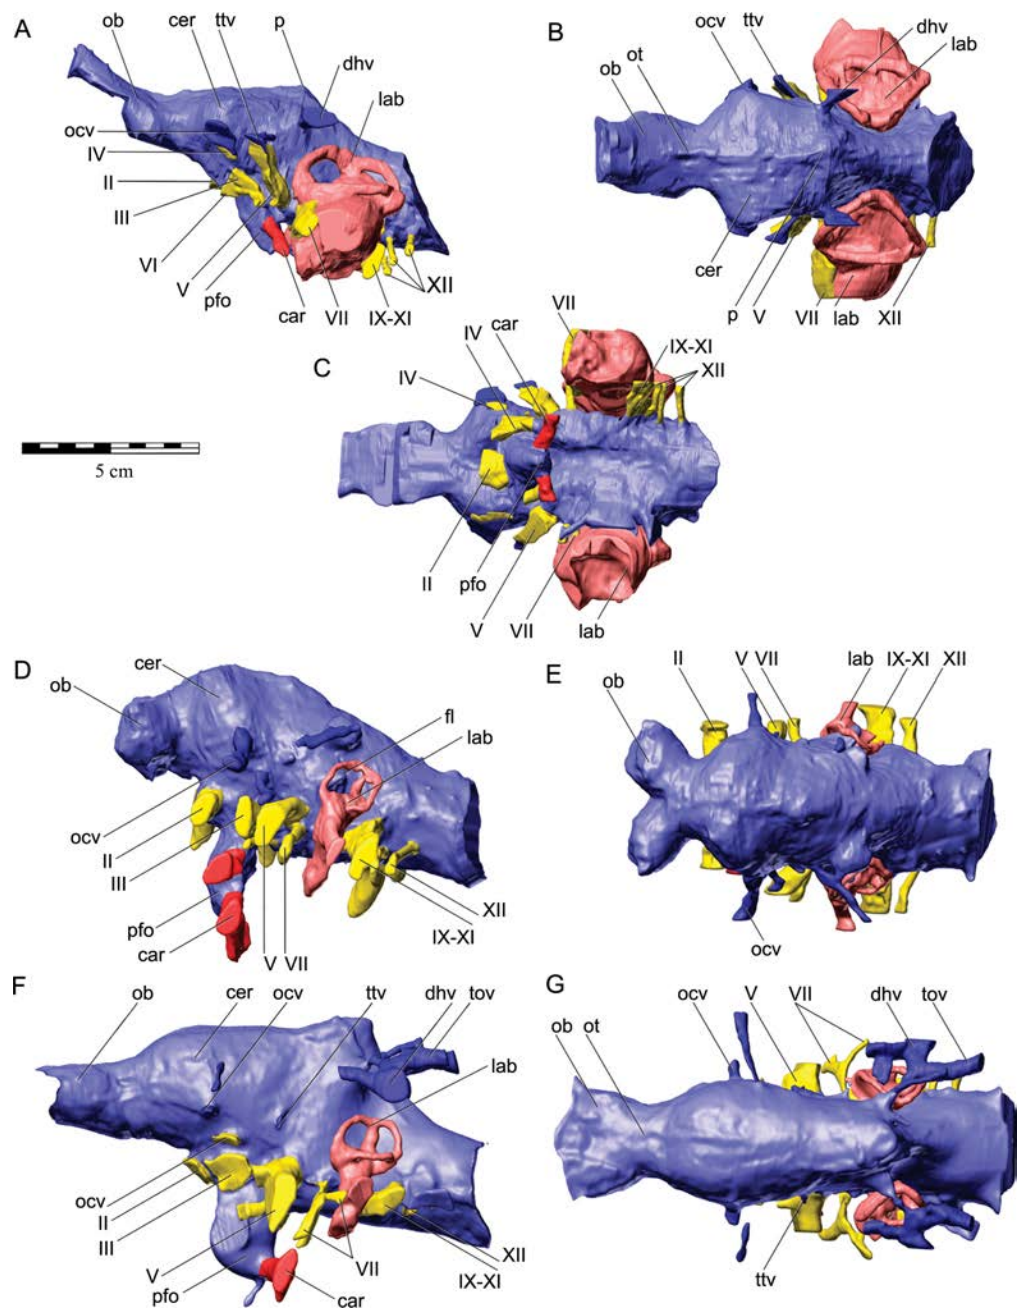 A
ob
cer
ttv
p
dhv
lab
ocv
IV
II
III
VI
V
pfo
car
VII
IX-XI
XII
B
ocv
ttv
dhv
lab
ob
ot
cer
p
V
VII
lab
XII
C
VII
car
IV
IV
IX-XI
XII
II
pfo
V
VII
lab
5 cm
D
cer
ob
fl
lab
ocv
II
III
pfo
car
V
VII
XII
IX-XI
E
ob
II
V
VII
lab
IX-XI
XII
ocv
F
ob
cer
ocv
ttv
dhv
tov
lab
ocv
II
III
V
pfo
car
VII
XII
IX-XI
G
ob
ot
ocv
V
VII
dhv
tov
ttv